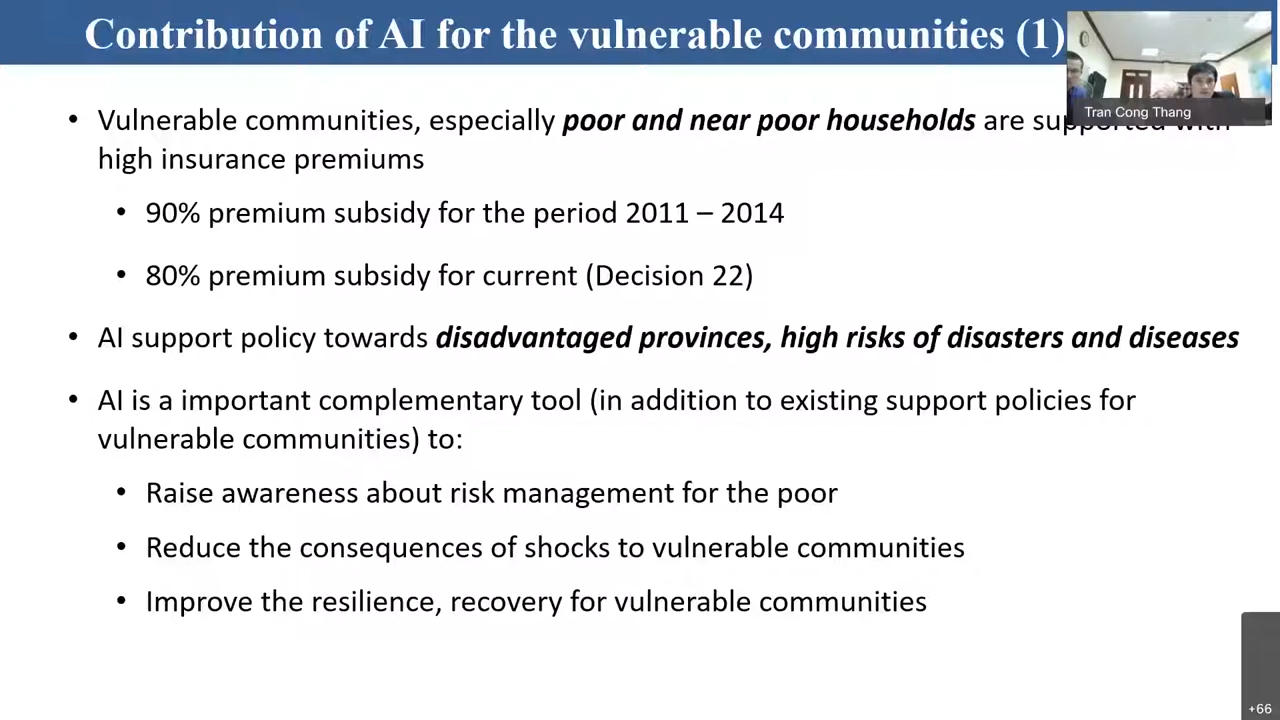 Contribution of AI for the vulnerable communities (1)
Tran Cong Thang
• Vulnerable communities, especially poor and near poor households are supported with
high insurance premiums
• 90% premium subsidy for the period 2011 – 2014
• 80% premium subsidy for current (Decision 22)
• AI support policy towards disadvantaged provinces, high risks of disasters and diseases
• AI is a important complementary tool (in addition to existing support policies for
vulnerable communities) to:
• Raise awareness about risk management for the poor
• Reduce the consequences of shocks to vulnerable communities
• Improve the resilience, recovery for vulnerable communities
+66